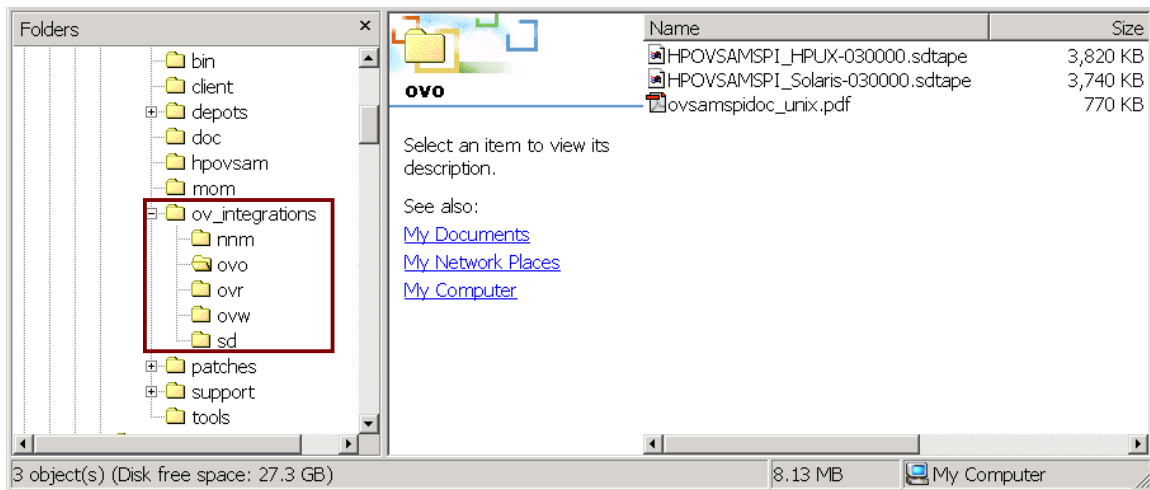 Folders ×
bin
client
depots
doc
hpovsam
mom
ov_integrations
nnm
ovo
ovr
ovw
sd
patches
support
tools
ovo
Select an item to view its
description.
See also:
My Documents
My Network Places
My Computer
Name Size
HPOVSAMSPI_HPUX-030000.sdtape 3,820 KB
HPOVSAMSPI_Solaris-030000.sdtape 3,740 KB
ovsamspidoc_unix.pdf 770 KB
3 object(s) (Disk free space: 27.3 GB) 8.13 MB My Computer